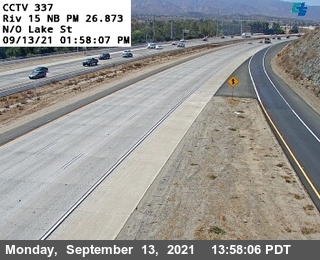 CCTV 337
Riv 15 NB PM 26.873
N/O Lake St
09/13/21 01:58:07 PM
Monday, September 13, 2021 13:58:06 PDT